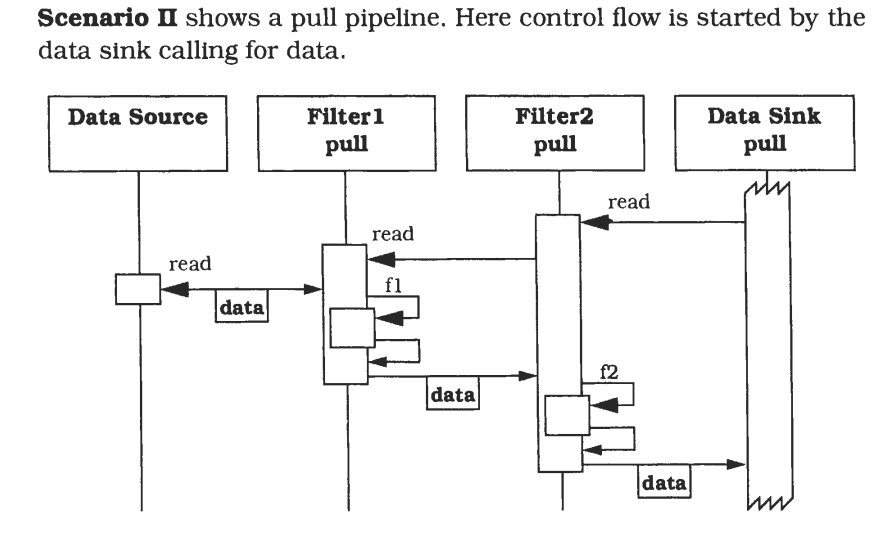 Scenario II shows a pull pipeline. Here control flow is started by the
data sink calling for data.
Data Source
Filter1
pull
Filter2
pull
Data Sink
pull
read
read
read
data
f1
data
f2
data